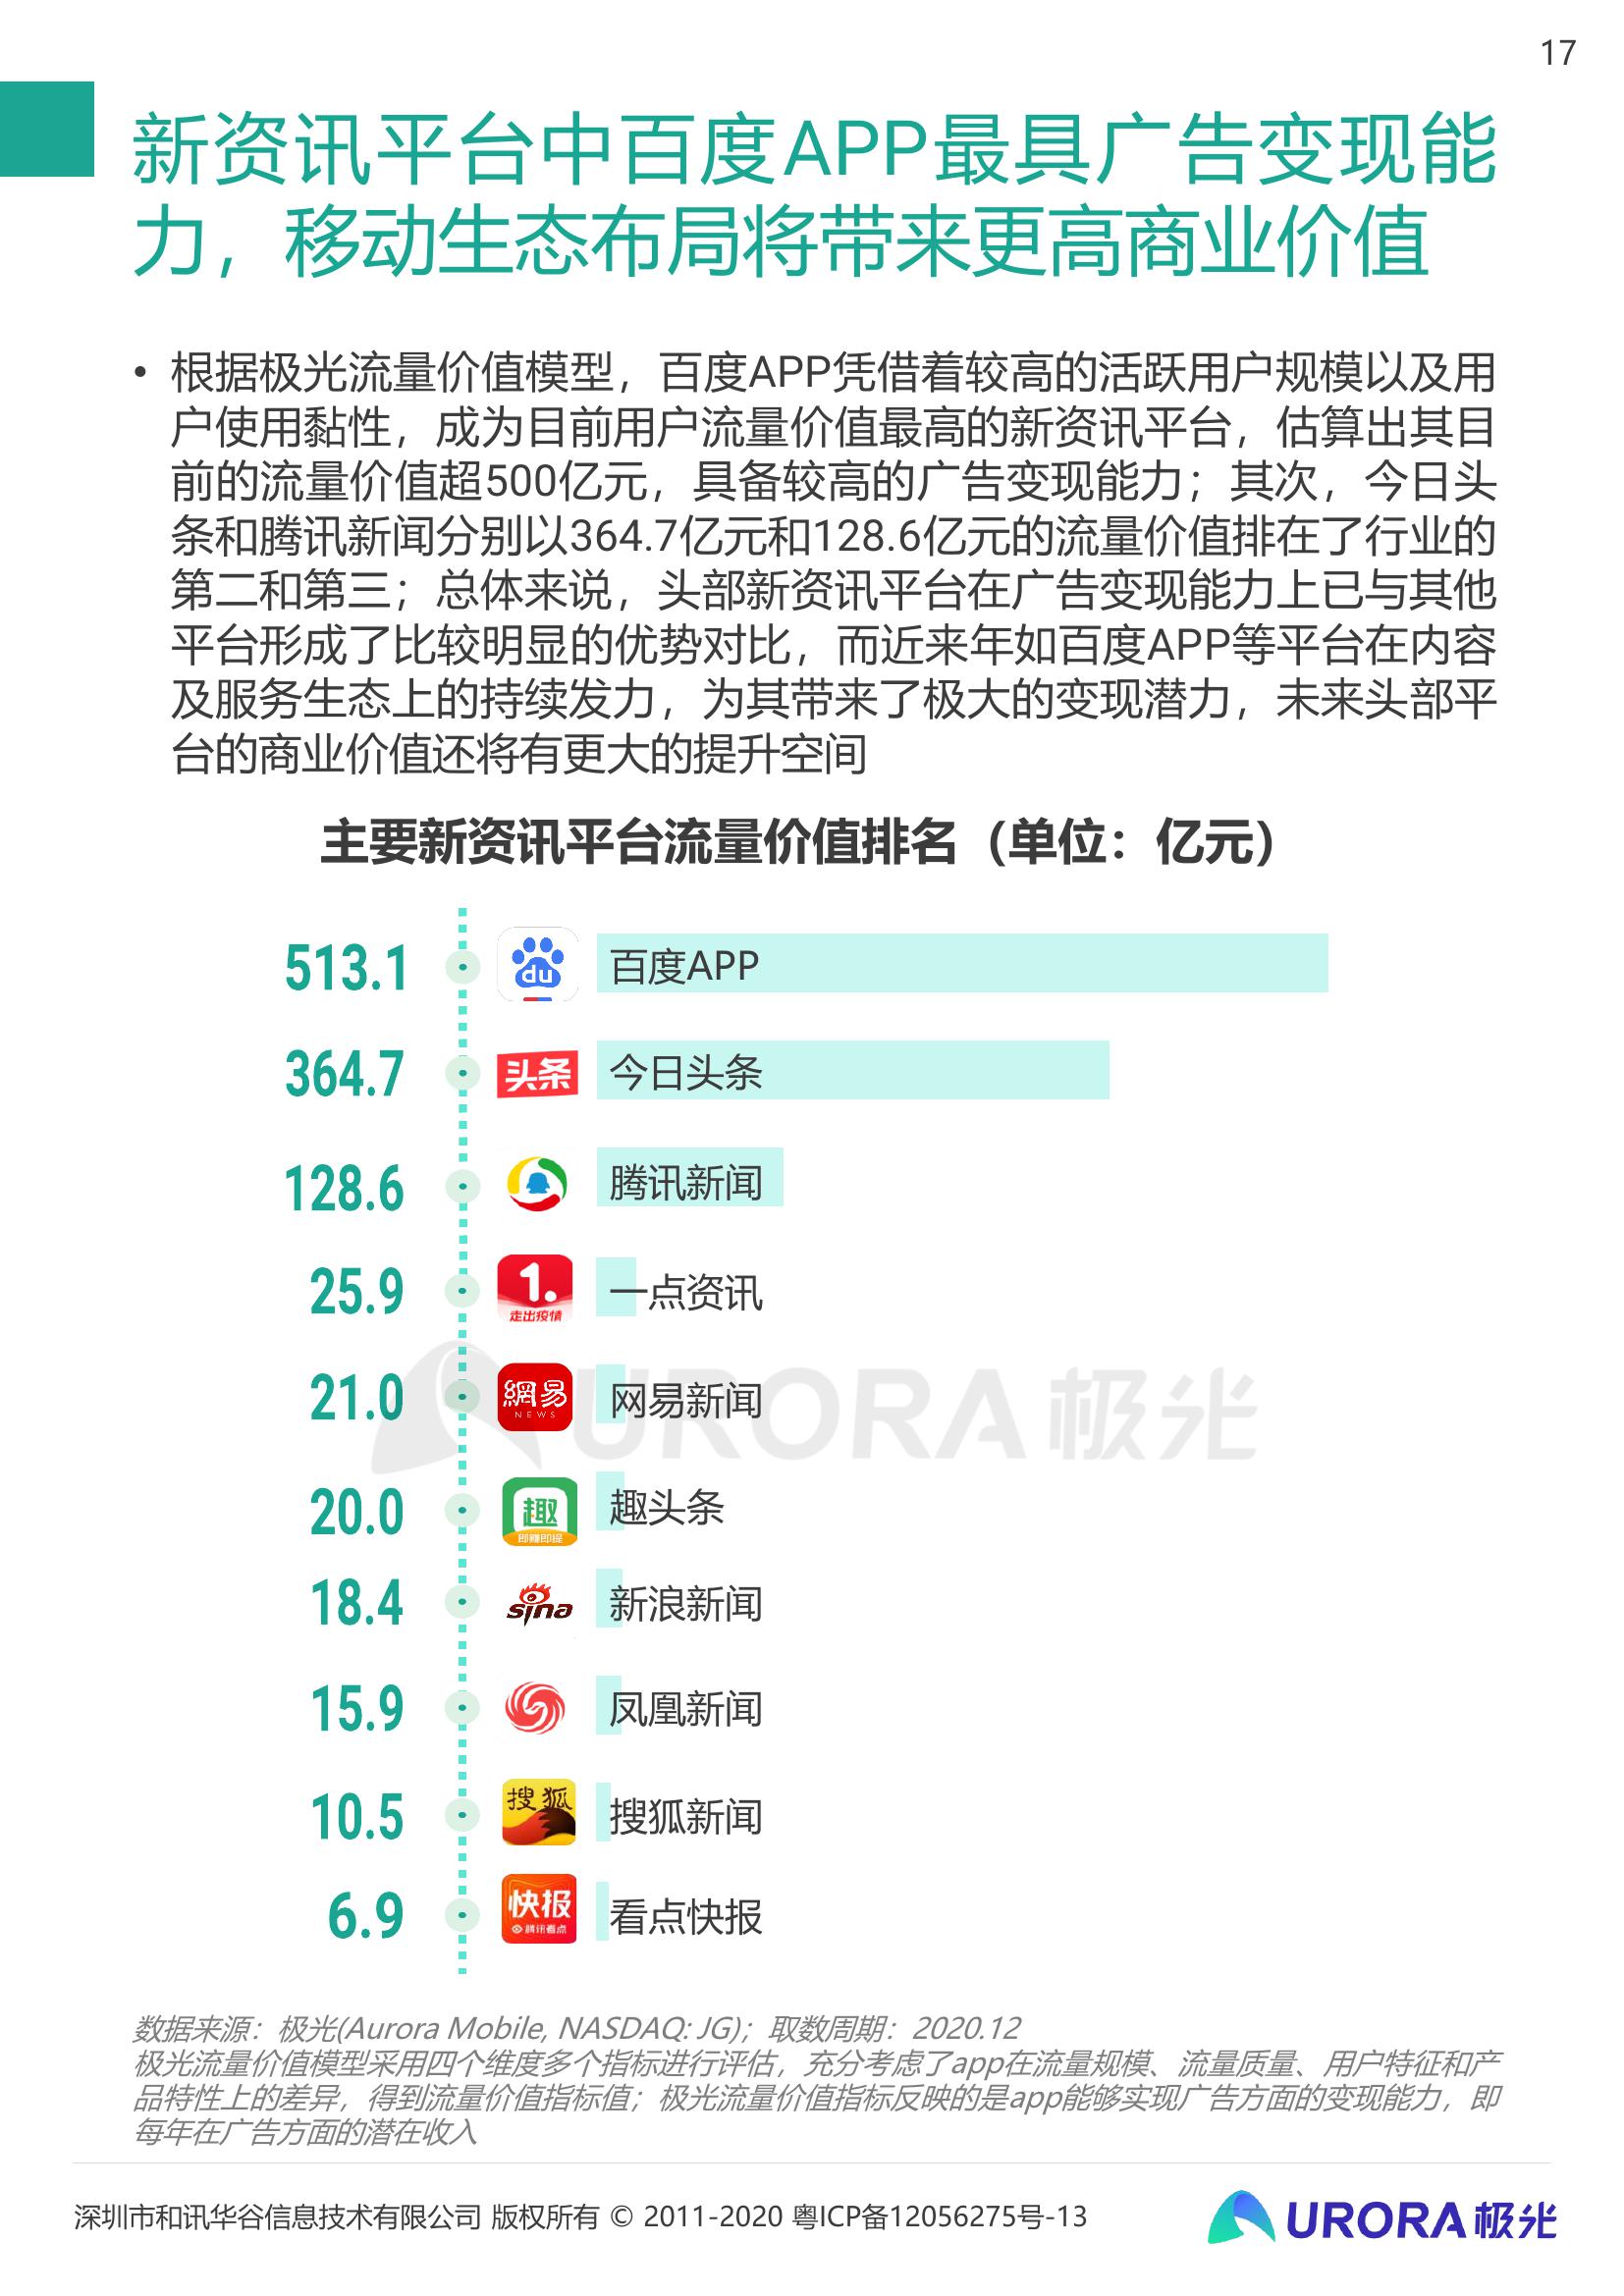 17
新资讯平台中百度APP最具广告变现能
力，移动生态布局将带来更高商业价值
• 根据极光流量价值模型，百度APP凭借着较高的活跃用户规模以及用
户使用黏性，成为目前用户流量价值最高的新资讯平台，估算出其目
前的流量价值超500亿元，具备较高的广告变现能力；其次，今日头
条和腾讯新闻分别以364.7亿元和128.6亿元的流量价值排在了行业的
第二和第三；总体来说，头部新资讯平台在广告变现能力上已与其他
平台形成了比较明显的优势对比，而近来年如百度APP等平台在内容
及服务生态上的持续发力，为其带来了极大的变现潜力，未来头部平
台的商业价值还将有更大的提升空间
主要新资讯平台流量价值排名（单位：亿元）
513.1 du 百度APP
364.7 头条 今日头条
128.6 腾讯新闻
25.9 1. 走出疫情 一点资讯
21.0 網易 NEWS 网易新闻
URORA极光
20.0 趣 即赚即提 趣头条
18.4 sina 新浪新闻
15.9 凤凰新闻
10.5 搜狐 搜狐新闻
6.9 快报 腾讯看点 看点快报
数据来源：极光(Aurora Mobile, NASDAQ: JG)；取数周期：2020.12
极光流量价值模型采用四个维度多个指标进行评估，充分考虑了app在流量规模、流量质量、用户特征和产
品特性上的差异，得到流量价值指标值；极光流量价值指标反映的是app能够实现广告方面的变现能力，即
每年在广告方面的潜在收入
深圳市和讯华谷信息技术有限公司 版权所有 © 2011-2020 粤ICP备12056275号-13
URORA极光